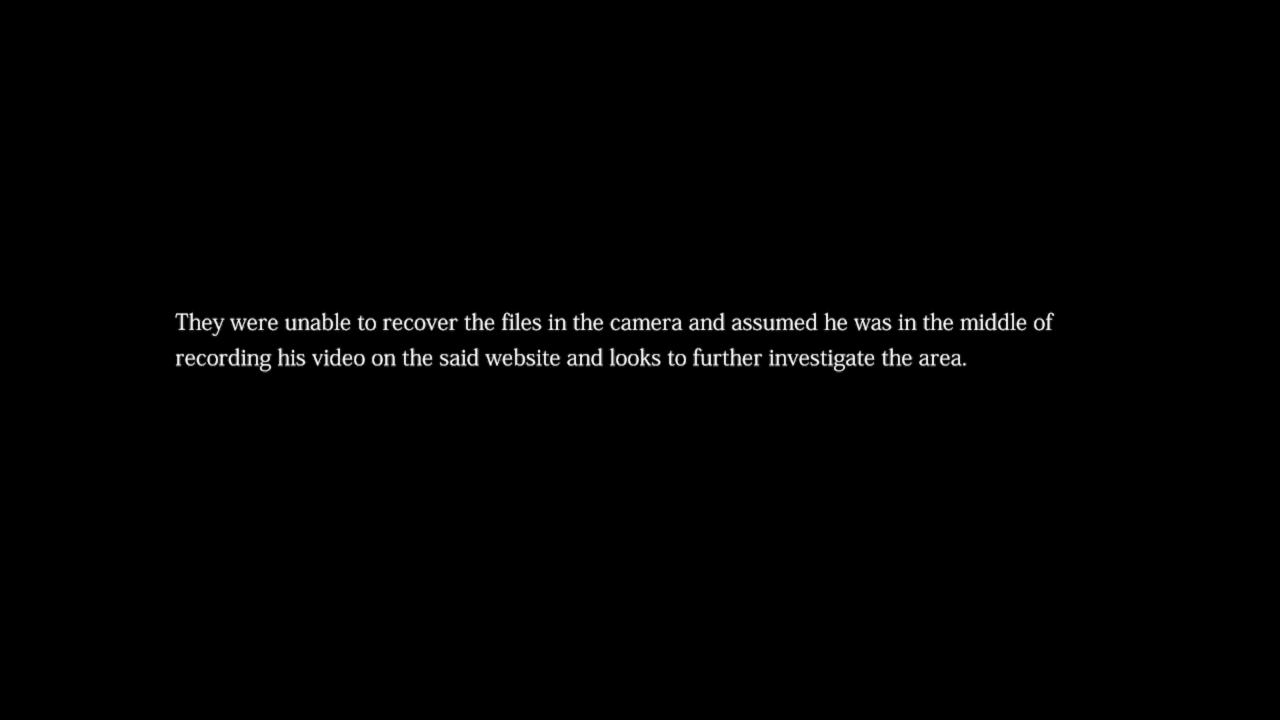 They were unable to recover the files in the camera and assumed he was in the middle of
recording his video on the said website and looks to further investigate the area.